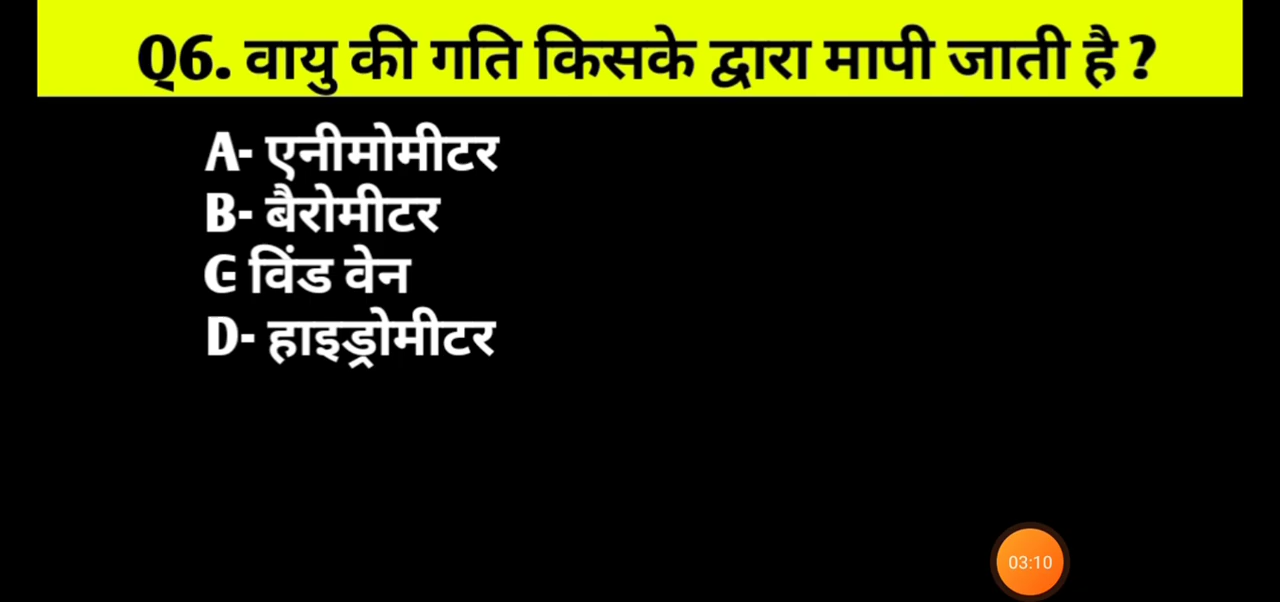 Q6. वायु की गति किसके द्वारा मापी जाती है ?
A- एनीमोमीटर
B- बैरोमीटर
C- विंड वेन
D- हाइड्रोमीटर
03:10